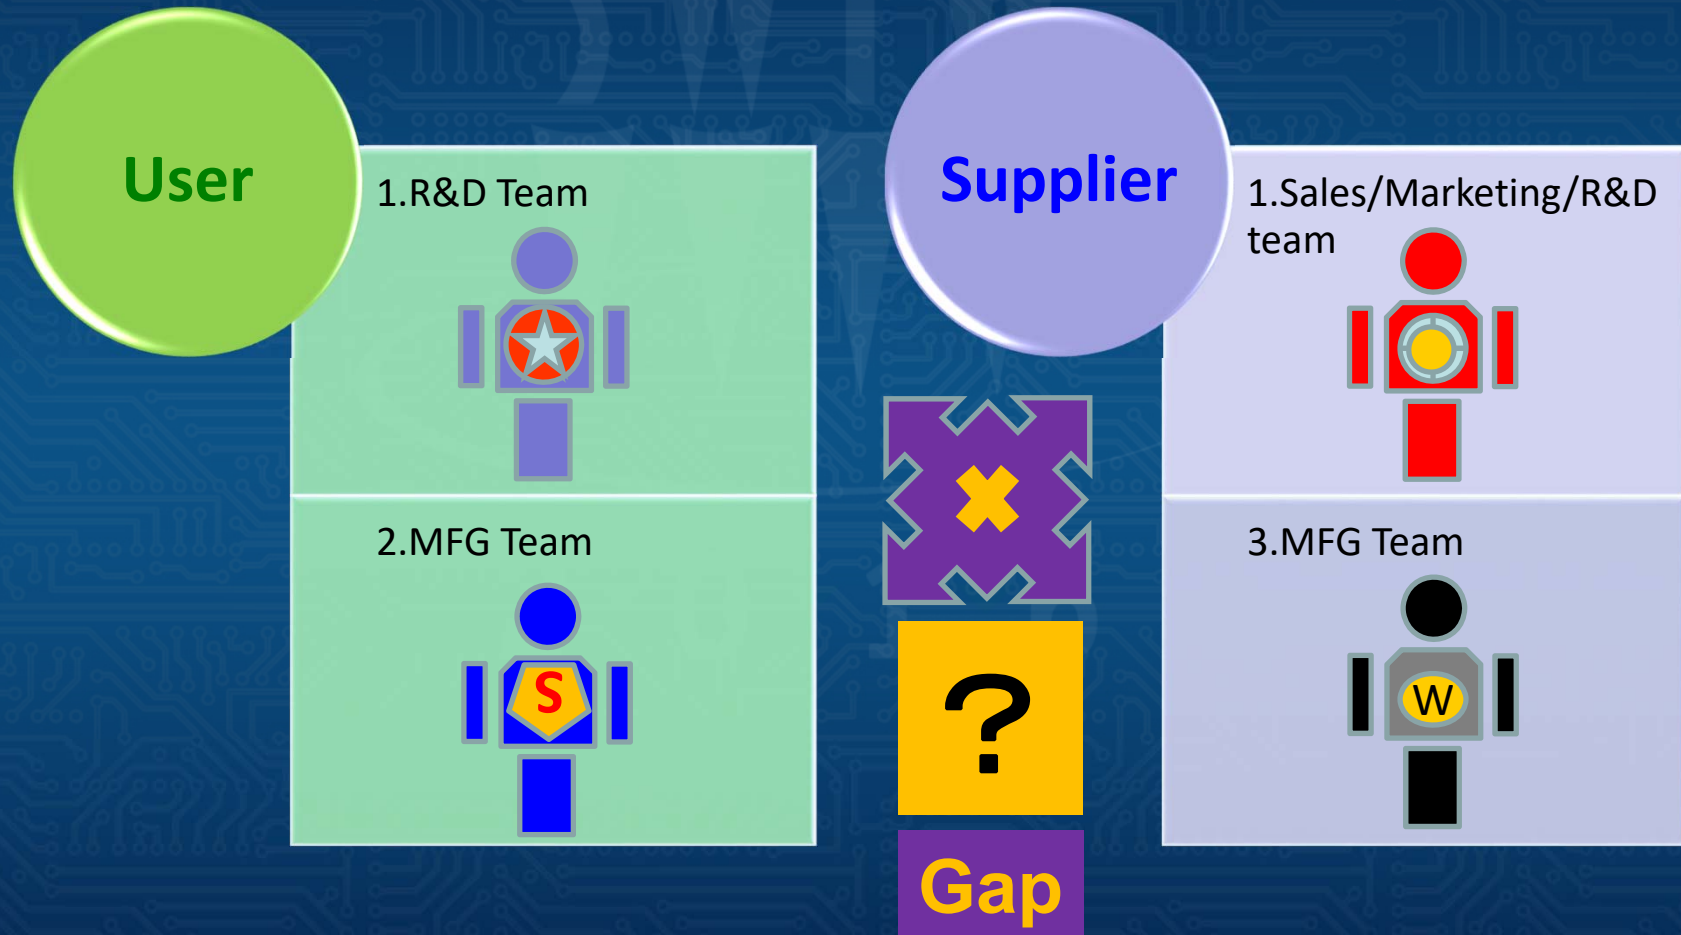 User
1.R&D Team
S
2.MFG Team
?
Gap
Supplier
1.Sales/Marketing/R&D
team
3.MFG Team
W